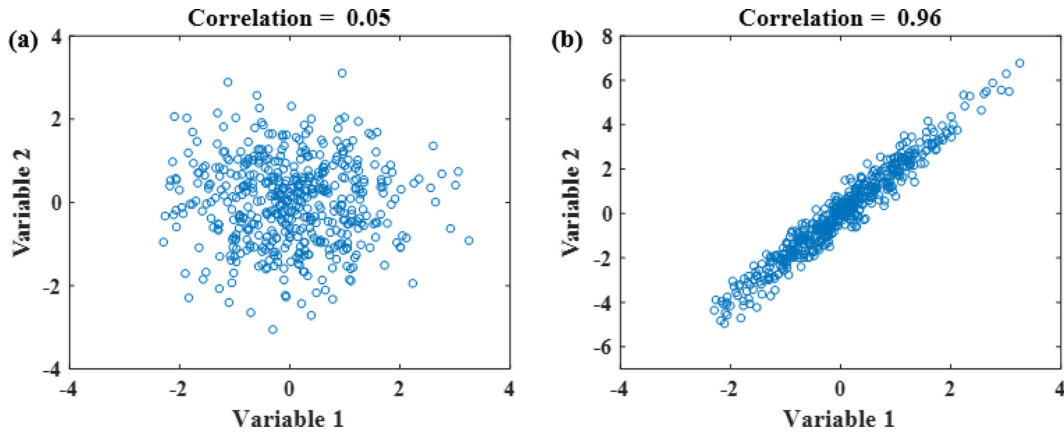 Correlation = 0.05
(a)
4
2
0
-2
-4
Variable 2
-4 -2 0 2 4
Variable 1
Correlation = 0.96
(b)
8
6
4
2
0
-2
-4
-6
Variable 2
-4 -2 0 2 4
Variable 1